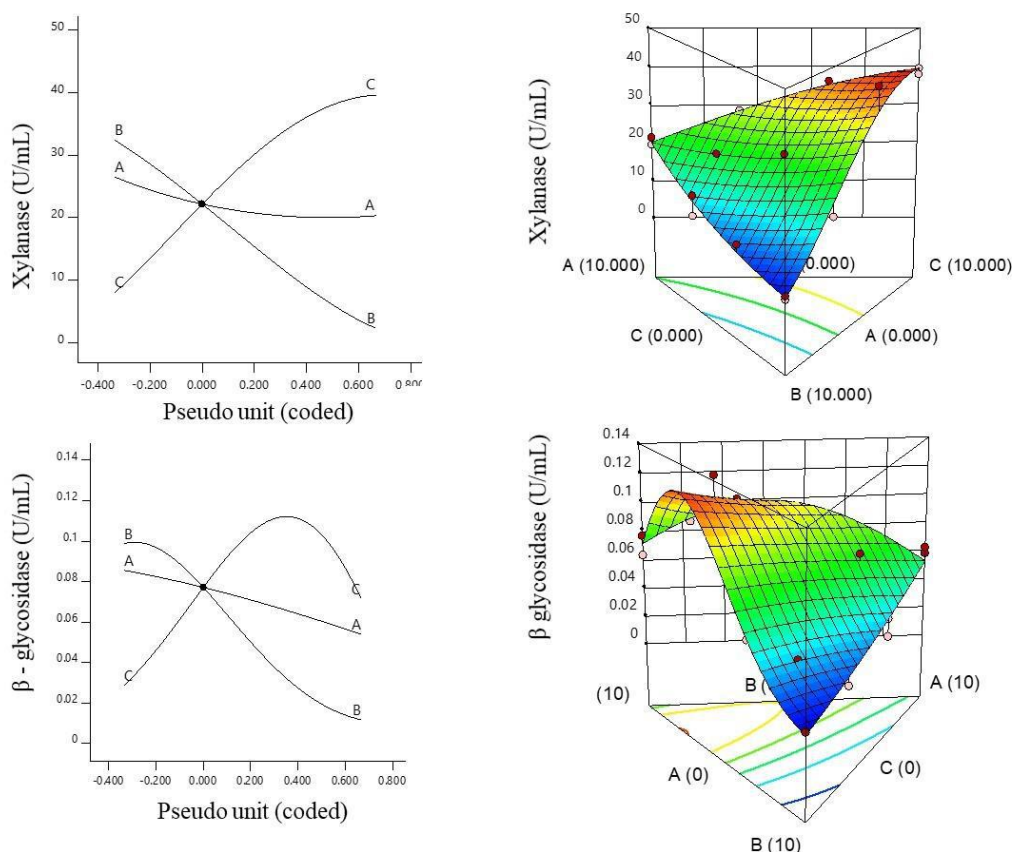 Xylanase (U/mL)
50
40
30
20
10
0
B
A
C
C
A
B
-0.400 -0.200 0.000 0.200 0.400 0.600
Pseudo unit (coded)
Xylanase (U/mL)
50
40
30
20
10
0
A (10.000)
C (10.000)
C (0.000)
A (0.000)
B (10.000)
β - glycosidase (U/mL)
0.14
0.12
0.1
0.08
0.06
0.04
0.02
0
B
A
C
C
A
B
-0.400 -0.200 0.000 0.200 0.400 0.600 0.800
Pseudo unit (coded)
β glycosidase (U/mL)
0.14
0.12
0.1
0.08
0.06
0.04
0.02
0
(10)
B (
A (10)
A (0)
C (0)
B (10)